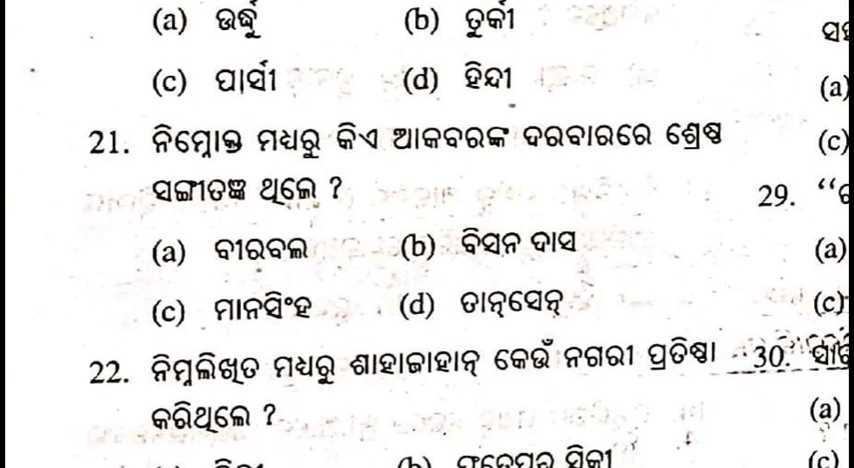 (a) ଉର୍ଦ୍ଧୁ (b) ତୁର୍କୀ
(c) ପାର୍ସୀ (d) ହିନ୍ଦୀ
21. ନିମ୍ନୋକ୍ତ ମଧ୍ୟରୁ କିଏ ଆକବରଙ୍କ ଦରବାରରେ ଶ୍ରେଷ୍ଠ
ସଙ୍ଗୀତଜ୍ଞ ଥିଲେ ?
(a) ବୀରବଲ (b) ବିସନ ଦାସ
(c) ମାନସିଂହ (d) ତାନ୍‌ସେନ୍
22. ନିମ୍ନଲିଖିତ ମଧ୍ୟରୁ ଶାହାଜାହାନ୍ କେଉଁ ନଗରୀ ପ୍ରତିଷ୍ଠା
କରିଥିଲେ ?
(b) ଫତେପୁର ସିକ୍ରୀ
(a)
(c)
29.
(a)
(c)
30.
(a)
(c)